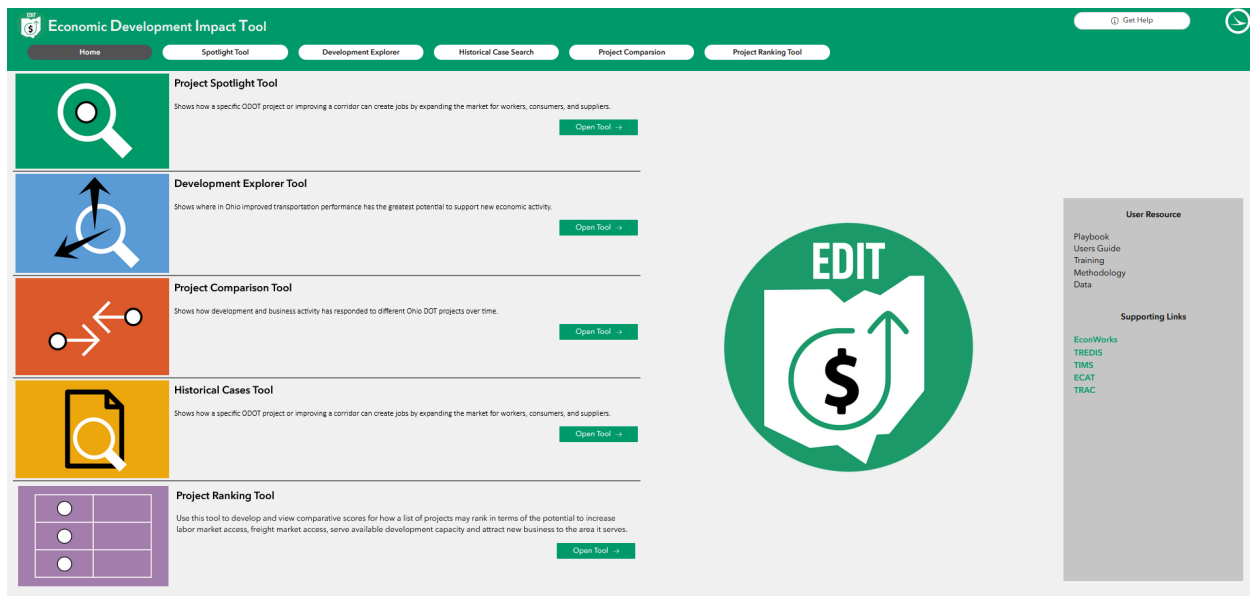 EDIT
$
Economic Development Impact Tool
Get Help
Home
Spotlight Tool
Development Explorer
Historical Case Search
Project Comparsion
Project Ranking Tool
Project Spotlight Tool
Shows how a specific ODOT project or improving a corridor can create jobs by expanding the market for workers, consumers, and suppliers.
Open Tool →
Development Explorer Tool
Shows where in Ohio improved transportation performance has the greatest potential to support new economic activity.
Open Tool →
Project Comparison Tool
Shows how development and business activity has responded to different Ohio DOT projects over time.
Open Tool →
Historical Cases Tool
Shows how a specific ODOT project or improving a corridor can create jobs by expanding the market for workers, consumers, and suppliers.
Open Tool →
Project Ranking Tool
Use this tool to develop and view comparative scores for how a list of projects may rank in terms of the potential to increase
labor market access, freight market access, serve available development capacity and attract new business to the area it serves.
Open Tool →
EDIT
$
User Resource
Playbook
Users Guide
Training
Methodology
Data
Supporting Links
EconWorks
TREDIS
TIMS
ECAT
TRAC